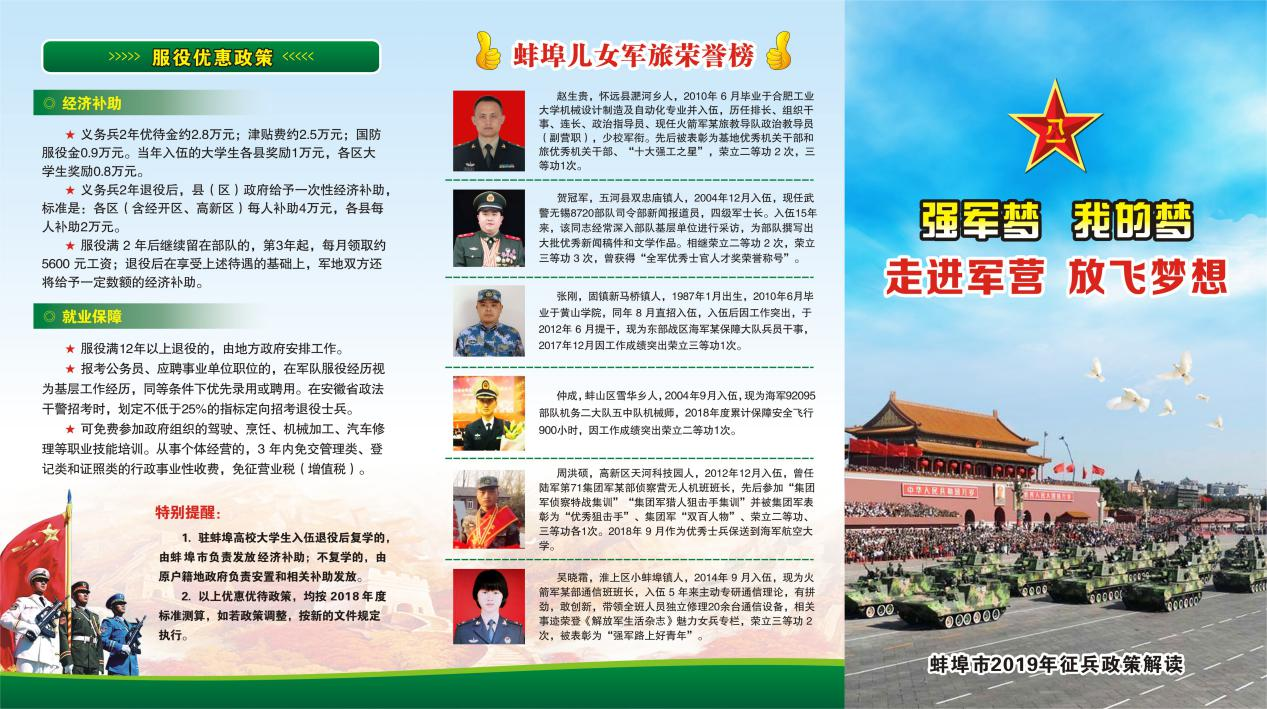 >>>>> 服役优惠政策 <<<<<
◎ 经济补助
★ 义务兵2年优待金约2.8万元；津贴费约2.5万元；国防
服役金0.9万元。当年入伍的大学生各县奖励1万元，各区大
学生奖励0.8万元。
★ 义务兵2年退役后，县（区）政府给予一次性经济补助，
标准是：各区（含经开区、高新区）每人补助4万元，各县每
人补助2万元。
★ 服役满 2 年后继续留在部队的，第3年起，每月领取约
5600 元工资；退役后在享受上述待遇的基础上，军地双方还
将给予一定数额的经济补助。
◎ 就业保障
★ 服役满12年以上退役的，由地方政府安排工作。
★ 报考公务员、应聘事业单位职位的，在军队服役经历视
为基层工作经历，同等条件下优先录用或聘用。在安徽省政法
干警招考时，划定不低于25%的指标定向招考退役士兵。
★ 可免费参加政府组织的驾驶、烹饪、机械加工、汽车修
理等职业技能培训。从事个体经营的，3 年内免交管理类、登
记类和证照类的行政事业性收费，免征营业税（增值税）。
特别提醒：
1. 驻蚌埠高校大学生入伍退役后复学的，
由蚌埠市负责发放经济补助；不复学的，由
原户籍地政府负责安置和相关补助发放。
2. 以上优惠优待政策，均按 2018 年度
标准测算，如若政策调整，按新的文件规定
执行。
蚌埠儿女军旅荣誉榜
赵生贵，怀远县淝河乡人，2010年 6 月毕业于合肥工业
大学机械设计制造及自动化专业并入伍，历任排长、组织干
事、连长、政治指导员、现任火箭军某旅教导队政治教导员
（副营职），少校军衔。先后被表彰为基地优秀机关干部和
旅优秀机关干部、“十大强工之星”，荣立二等功 2 次，三
等功1次。
贺冠军，五河县双忠庙镇人，2004年12月入伍，现任武
警无锡8720部队司令部新闻报道员，四级军士长。入伍15年
来，该同志经常深入部队基层单位进行采访，为部队撰写出
大批优秀新闻稿件和文学作品。相继荣立二等功 2 次，荣立
三等功 3 次，曾获得“全军优秀士官人才奖荣誉称号”。
张刚，固镇新马桥镇人，1987年1月出生，2010年6月毕
业于黄山学院，同年 8 月直招入伍，入伍后因工作突出，于
2012年 6 月提干，现为东部战区海军某保障大队兵员干事，
2017年12月因工作成绩突出荣立三等功1次。
仲成，蚌山区雪华乡人，2004年9月入伍，现为海军92095
部队机务二大队五中队机械师，2018年度累计保障安全飞行
900小时，因工作成绩突出荣立二等功1次。
周洪硕，高新区天河科技园人，2012年12月入伍，曾任
陆军第71集团军某部侦察营无人机班班长，先后参加“集团
军侦察特战集训”“集团军猎人狙击手集训”并被集团军表
彰为“优秀狙击手”、集团军“双百人物”、荣立二等功、
三等功各1次。2018年 9 月作为优秀士兵保送到海军航空大
学。
吴晓霜，淮上区小蚌埠镇人，2014年 9 月入伍，现为火
箭军某部通信班班长，入伍 5 年来主动专研通信理论，有拼
劲，敢创新，带领全班人员独立修理20余台通信设备，相关
事迹荣登《解放军生活杂志》魅力女兵专栏，荣立三等功 2
次，被表彰为“强军路上好青年”。
八一
强军梦 我的梦
走进军营 放飞梦想
中华人民共和国万岁
蚌埠市2019年征兵政策解读